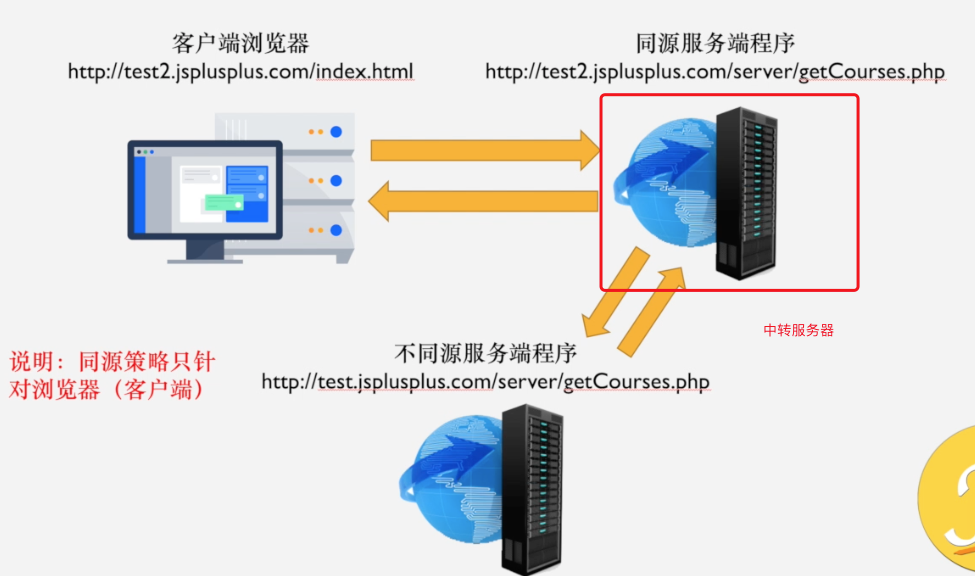 客户端浏览器
http://test2.jsplusplus.com/index.html
同源服务端程序
http://test2.jsplusplus.com/server/getCourses.php
中转服务器
说明：同源策略只针
对浏览器（客户端）
不同源服务端程序
http://test.jsplusplus.com/server/getCourses.php